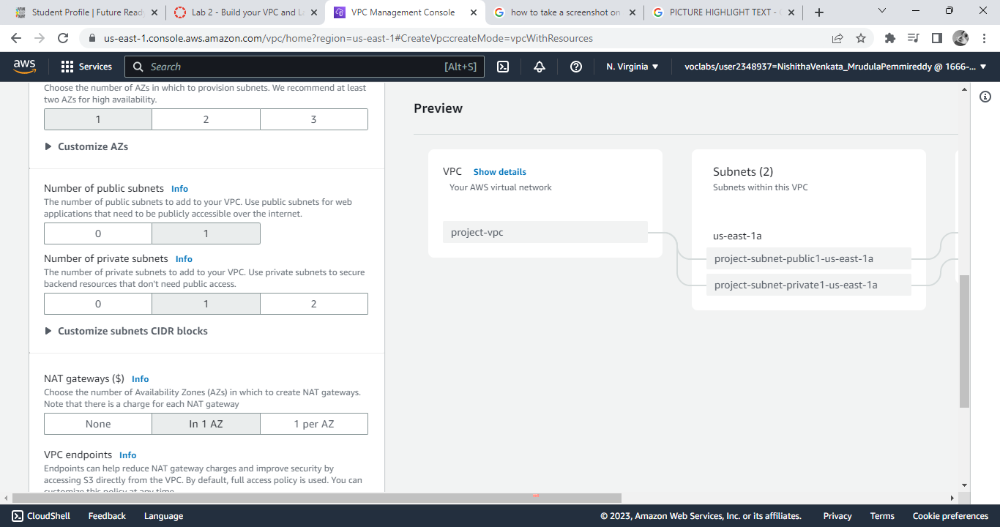 Student Profile | Future Read
Lab 2 - Build your VPC and La
VPC Management Console
how to take a screenshot on
PICTURE HIGHLIGHT TEXT -
us-east-1.console.aws.amazon.com/vpc/home?region=us-east-1#CreateVpc:createMode=vpcWithResources
aws
Services
Search
[Alt+S]
N. Virginia
voclabs/user2348937=NishithaVenkata_MrudulaPemmireddy @ 1666-...
Choose the number of AZs in which to provision subnets. We recommend at least
two AZs for high availability.
1 2 3
Customize AZs
Number of public subnets Info
The number of public subnets to add to your VPC. Use public subnets for web
applications that need to be publicly accessible over the internet.
0 1
Number of private subnets Info
The number of private subnets to add to your VPC. Use private subnets to secure
backend resources that don't need public access.
0 1 2
Customize subnets CIDR blocks
NAT gateways ($) Info
Choose the number of Availability Zones (AZs) in which to create NAT gateways.
Note that there is a charge for each NAT gateway
None In 1 AZ 1 per AZ
VPC endpoints Info
Endpoints can help reduce NAT gateway charges and improve security by
accessing S3 directly from the VPC. By default, full access policy is used. You can
customize this policy at any time.
Preview
VPC Show details
Your AWS virtual network
project-vpc
Subnets (2)
Subnets within this VPC
us-east-1a
project-subnet-public1-us-east-1a
project-subnet-private1-us-east-1a
CloudShell
Feedback
Language
© 2023, Amazon Web Services, Inc. or its affiliates.
Privacy
Terms
Cookie preferences